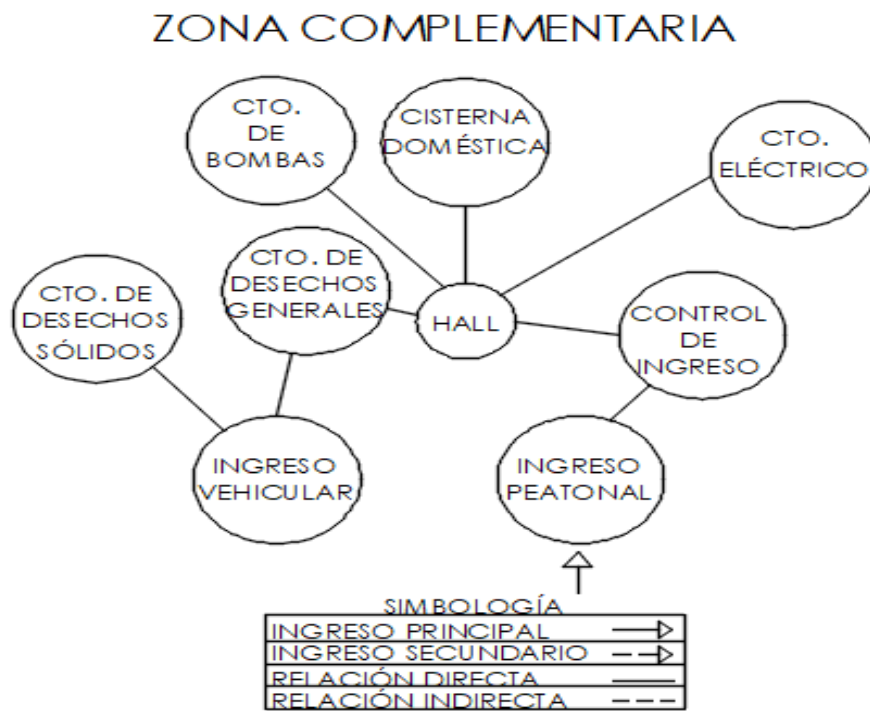 ZONA COMPLEMENTARIA
CTO.
DE
BOMBAS
CISTERNA
DOMÉSTICA
CTO.
ELÉCTRICO
CTO. DE
DESECHOS
GENERALES
CTO. DE
DESECHOS
SÓLIDOS
HALL
CONTROL
DE
INGRESO
INGRESO
VEHICULAR
INGRESO
PEATONAL
SIMBOLOGÍA
INGRESO PRINCIPAL
INGRESO SECUNDARIO
RELACIÓN DIRECTA
RELACIÓN INDIRECTA